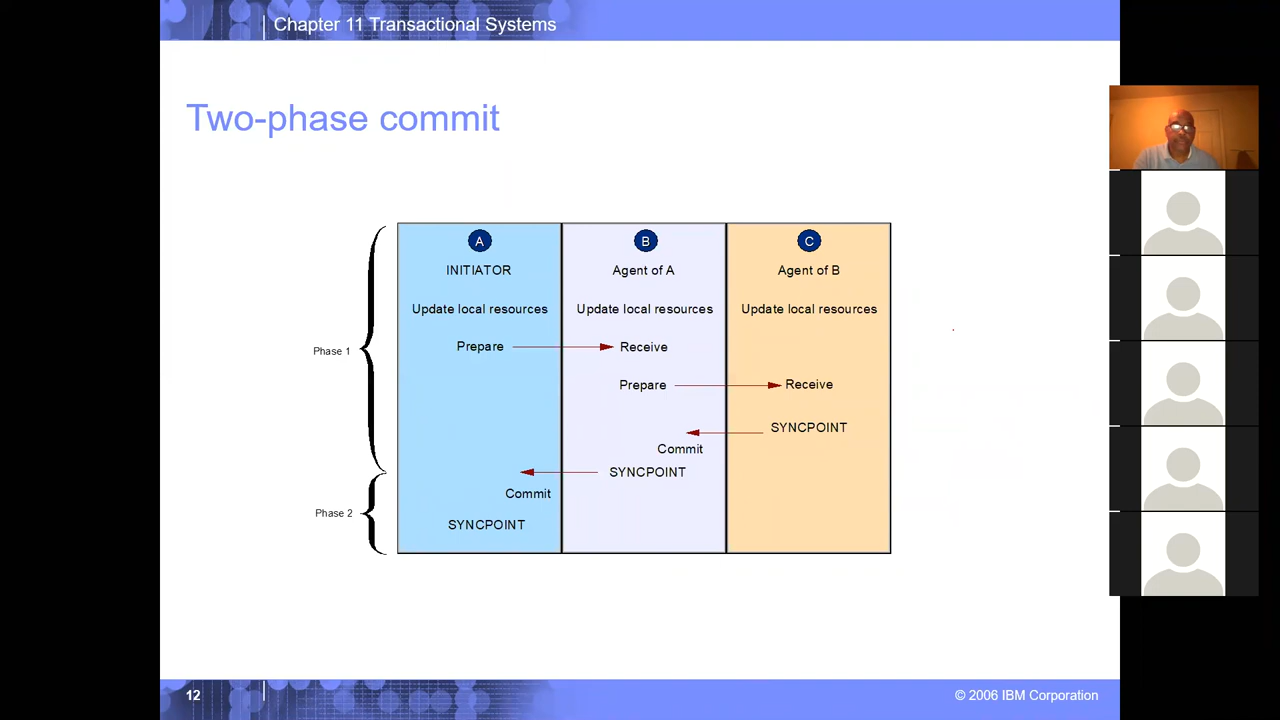 Chapter 11 Transactional Systems
Two-phase commit
A
B
C
INITIATOR
Agent of A
Agent of B
Update local resources
Update local resources
Update local resources
Phase 1
Prepare
Receive
Prepare
Receive
SYNCPOINT
Commit
SYNCPOINT
Commit
Phase 2
SYNCPOINT
12
© 2006 IBM Corporation